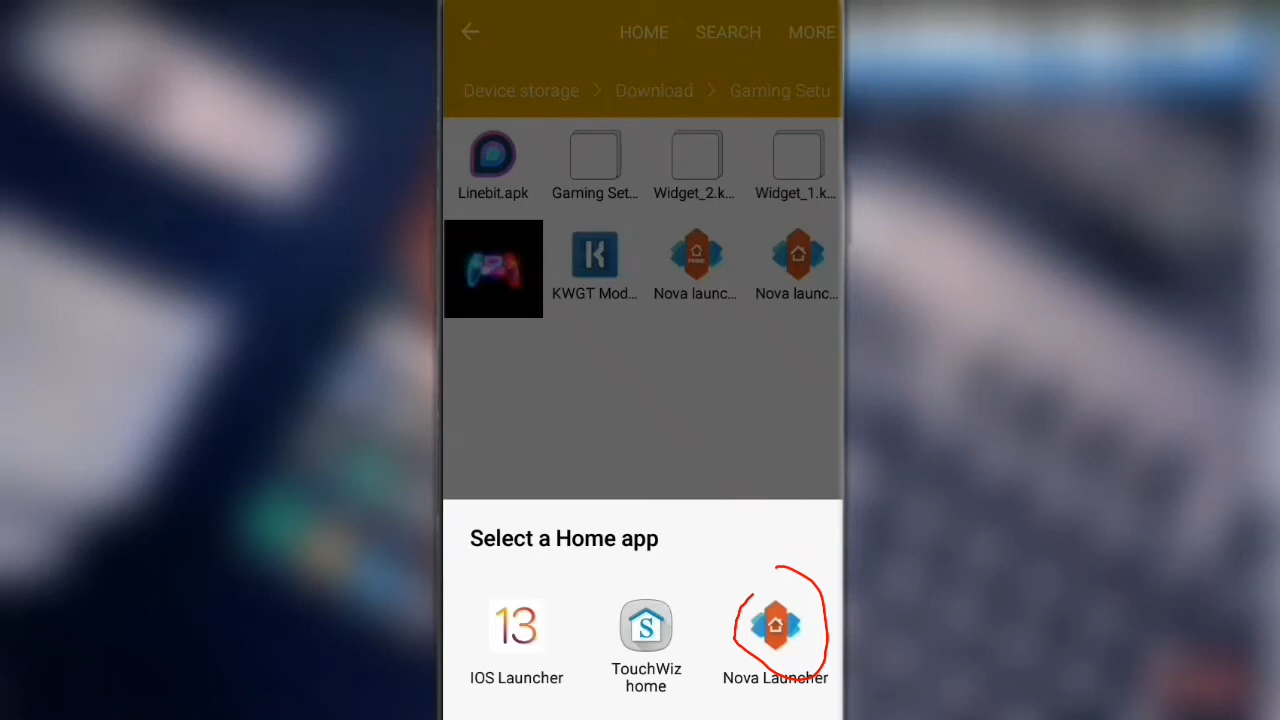 HOME SEARCH MORE
Device storage > Download > Gaming Setu
Linebit.apk Gaming Set... Widget_2.k... Widget_1.k...
KWGT Mod... Nova launc... Nova launc...
Select a Home app
13
S
IOS Launcher TouchWiz home Nova Launcher